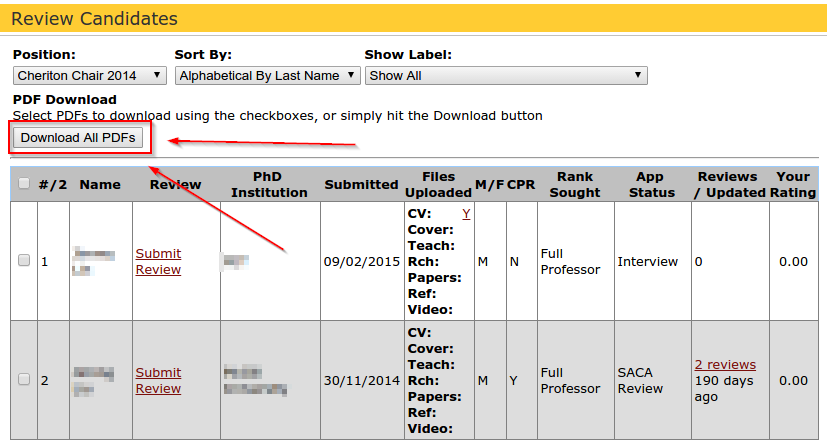 Review Candidates
Position: Sort By: Show Label:
Cheriton Chair 2014 Alphabetical By Last Name Show All
PDF Download
Select PDFs to download using the checkboxes, or simply hit the Download button
Download All PDFs
#/2 Name Review PhD Institution Submitted Files Uploaded M/F CPR Rank Sought App Status Reviews / Updated Your Rating
1 Submit Review 09/02/2015 CV: Y M N Full Professor Interview 0 0.00
Cover:
Teach:
Rch:
Papers:
Ref:
Video:
2 Submit Review 30/11/2014 CV: M Y Full Professor SACA Review 2 reviews 190 days ago 0.00
Cover:
Teach:
Rch:
Papers:
Ref:
Video: